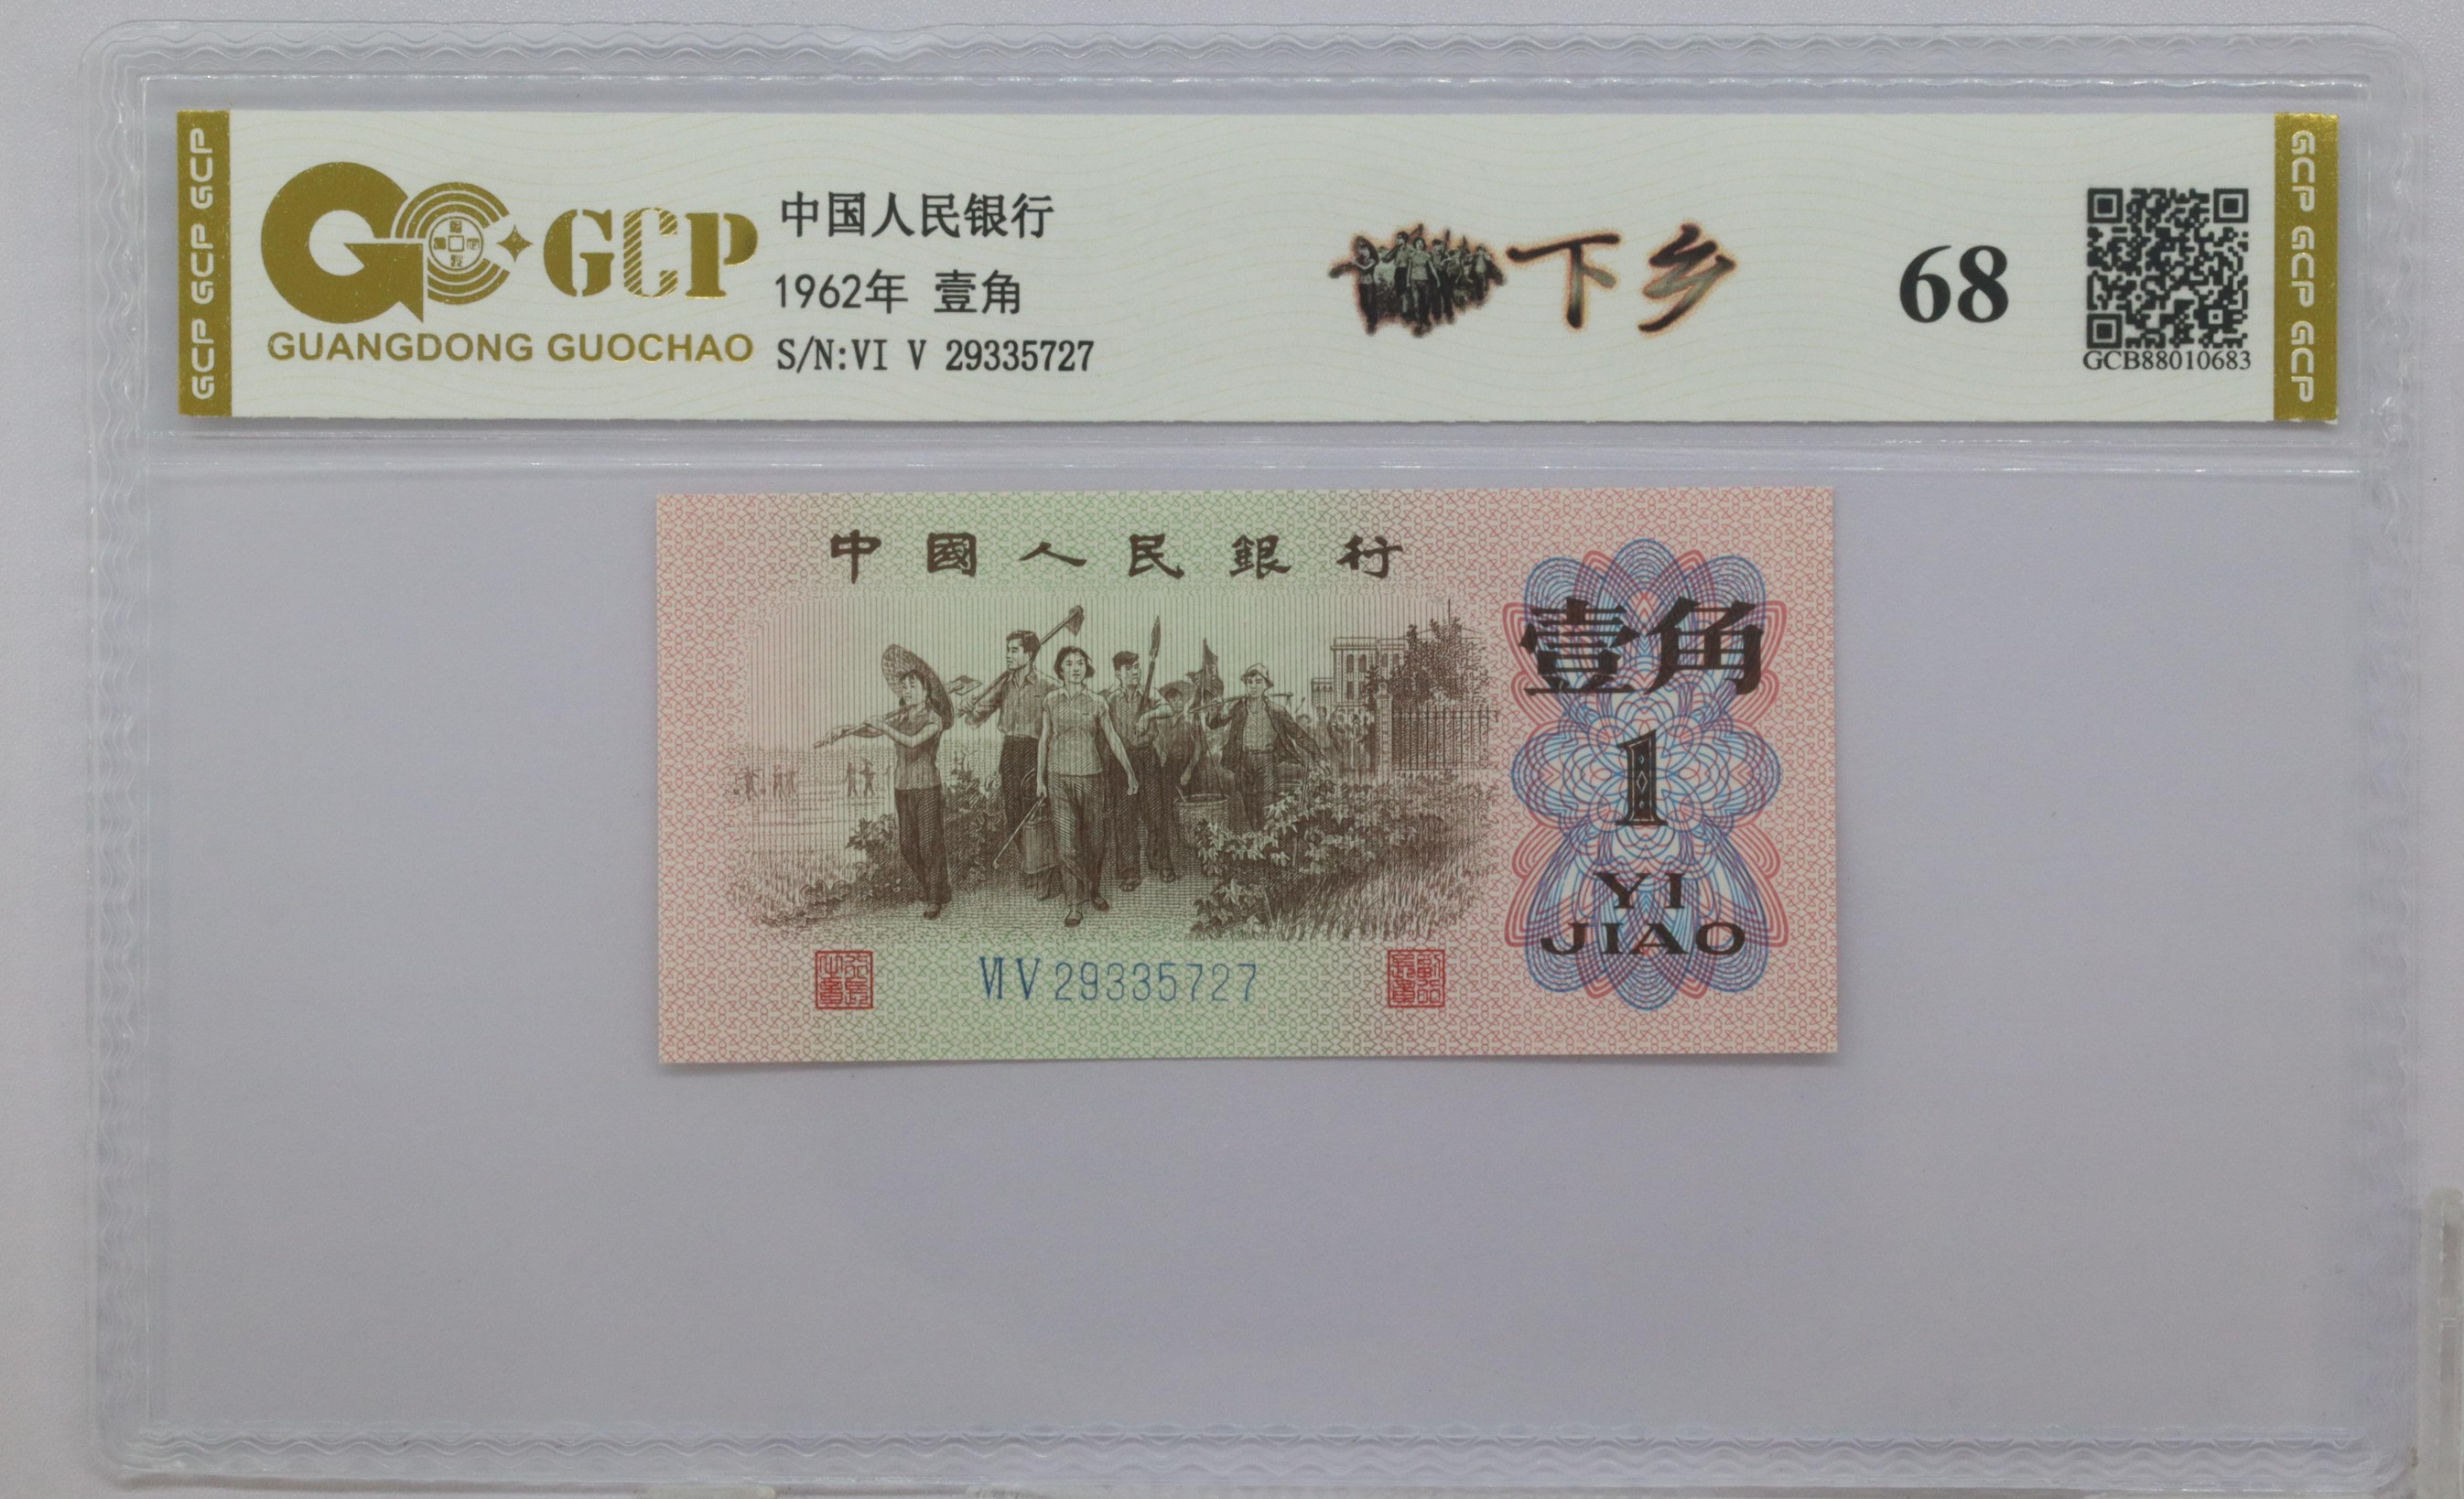 GCP GCP GCP
GCP
GUANGDONG GUOCHAO
中国人民银行
1962年 壹角
S/N:VI V 29335727
下乡
68
GCB88010683
GCP GCP GCP
中國人民銀行
壹角
1
YI
JIAO
VI V 29335727